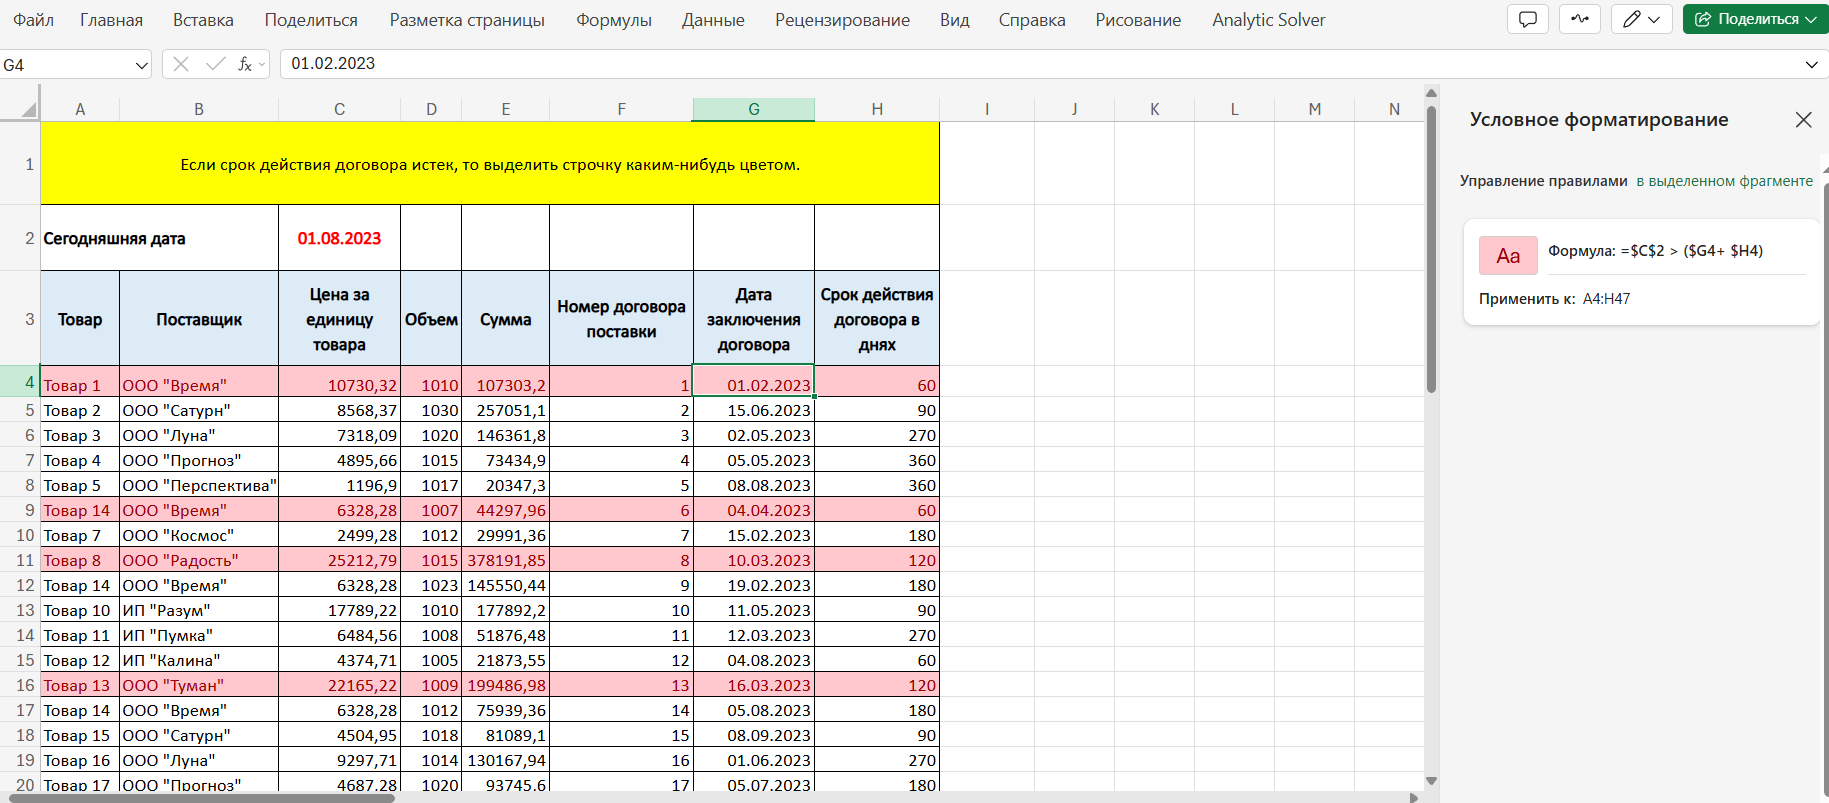 Файл Главная Вставка Поделиться Разметка страницы Формулы Данные Рецензирование Вид Справка Рисование Analytic Solver Поделиться
G4 fx 01.02.2023
A B C D E F G H I J K L M N
1 Если срок действия договора истек, то выделить строчку каким-нибудь цветом.
2 Сегодняшняя дата 01.08.2023
3 Товар Поставщик Цена за единицу товара Объем Сумма Номер договора поставки Дата заключения договора Срок действия договора в днях
4 Товар 1 ООО "Время" 10730,32 1010 107303,2 1 01.02.2023 60
5 Товар 2 ООО "Сатурн" 8568,37 1030 257051,1 2 15.06.2023 90
6 Товар 3 ООО "Луна" 7318,09 1020 146361,8 3 02.05.2023 270
7 Товар 4 ООО "Прогноз" 4895,66 1015 73434,9 4 05.05.2023 360
8 Товар 5 ООО "Перспектива" 1196,9 1017 20347,3 5 08.08.2023 360
9 Товар 14 ООО "Время" 6328,28 1007 44297,96 6 04.04.2023 60
10 Товар 7 ООО "Космос" 2499,28 1012 29991,36 7 15.02.2023 180
11 Товар 8 ООО "Радость" 25212,79 1015 378191,85 8 10.03.2023 120
12 Товар 14 ООО "Время" 6328,28 1023 145550,44 9 19.02.2023 180
13 Товар 10 ИП "Разум" 17789,22 1010 177892,2 10 11.05.2023 90
14 Товар 11 ИП "Пумка" 6484,56 1008 51876,48 11 12.03.2023 270
15 Товар 12 ИП "Калина" 4374,71 1005 21873,55 12 04.08.2023 60
16 Товар 13 ООО "Туман" 22165,22 1009 199486,98 13 16.03.2023 120
17 Товар 14 ООО "Время" 6328,28 1012 75939,36 14 05.08.2023 180
18 Товар 15 ООО "Сатурн" 4504,95 1018 81089,1 15 08.09.2023 90
19 Товар 16 ООО "Луна" 9297,71 1014 130167,94 16 01.06.2023 270
20 Товар 17 ООО "Прогноз" 4687,28 1020 93745,6 17 05.07.2023 180
Условное форматирование
Управление правилами в выделенном фрагменте
Aa Формула: =$C$2 > ($G4+ $H4)
Применить к: A4:H47